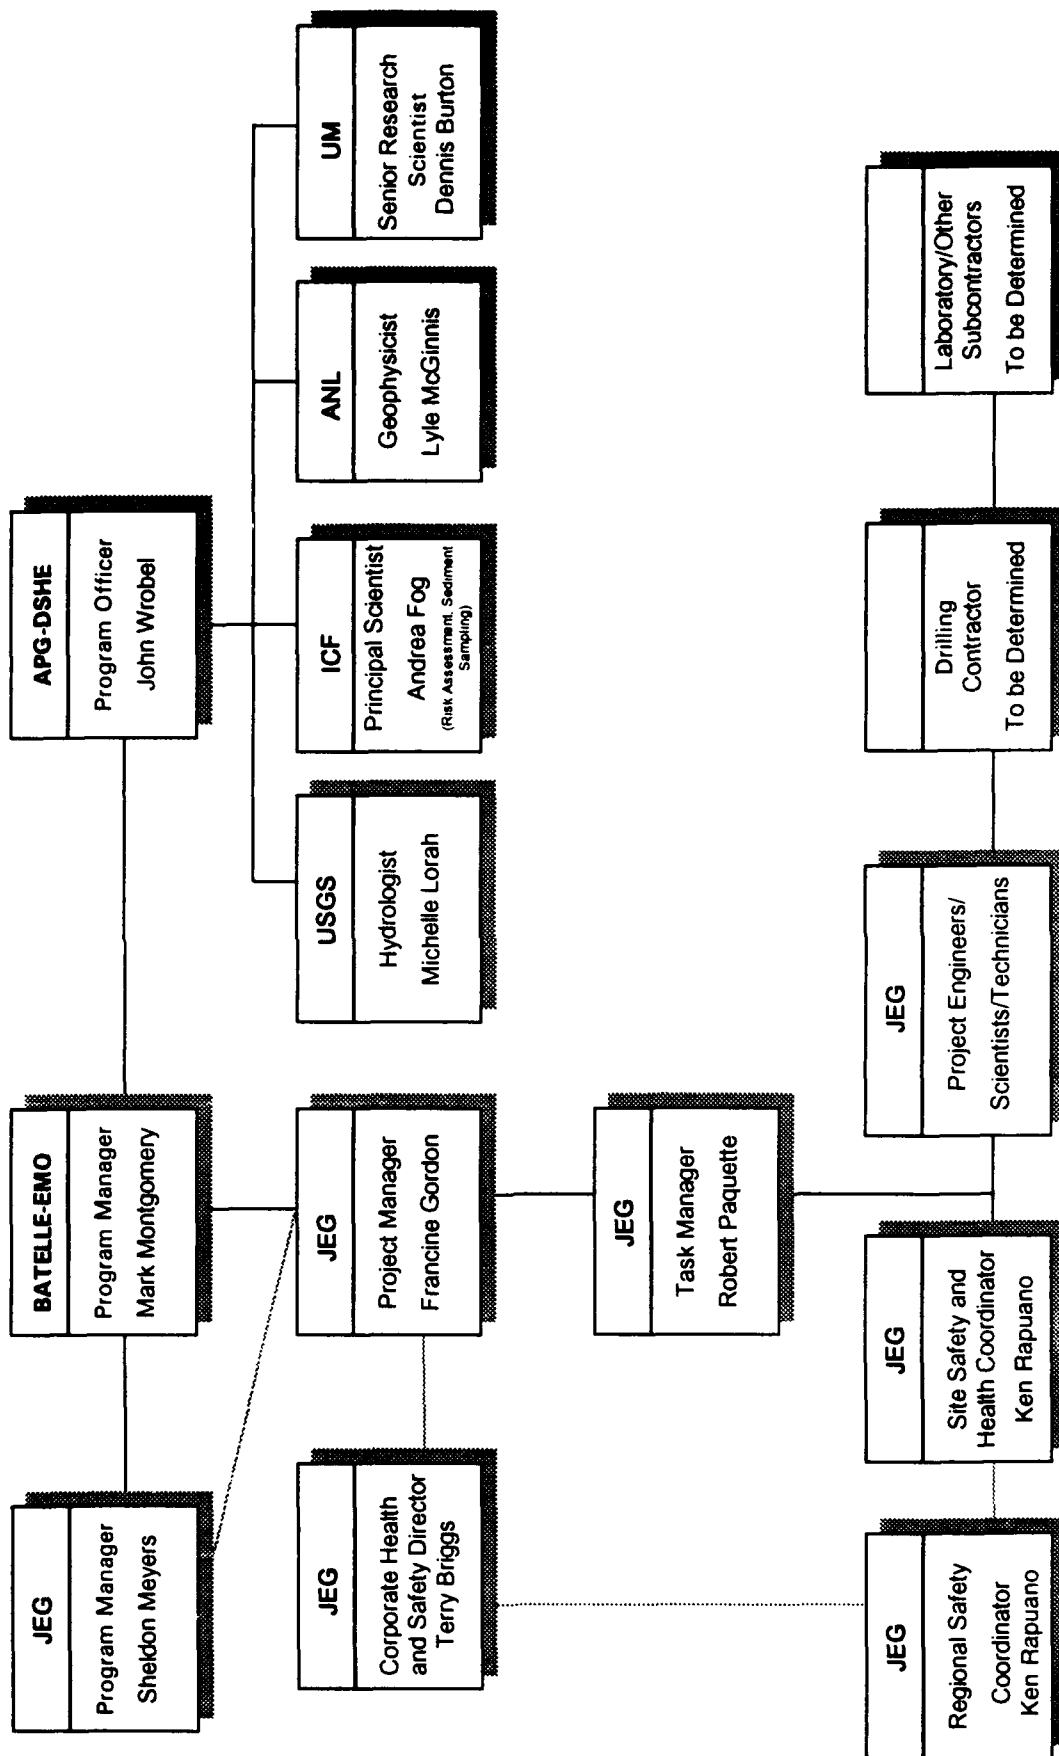 JEG
Program Manager
Sheldon Meyers
BATELLE-EMO
Program Manager
Mark Montgomery
APG-DSHE
Program Officer
John Wrobel
JEG
Corporate Health
and Safety Director
Terry Briggs
JEG
Project Manager
Francine Gordon
USGS
Hydrologist
Michelle Lorah
ICF
Principal Scientist
Andrea Fog
(Risk Assessment, Sediment
Sampling)
ANL
Geophysicist
Lyle McGinnis
UM
Senior Research
Scientist
Dennis Burton
JEG
Task Manager
Robert Paquette
JEG
Regional Safety
Coordinator
Ken Rapuano
JEG
Site Safety and
Health Coordinator
Ken Rapuano
JEG
Project Engineers/
Scientists/Technicians
Drilling
Contractor
To be Determined
Laboratory/Other
Subcontractors
To be Determined